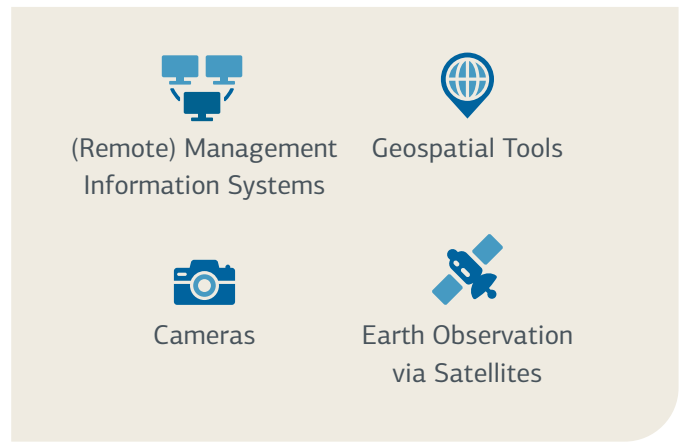 (Remote) Management
Information Systems
Geospatial Tools
Cameras
Earth Observation
via Satellites